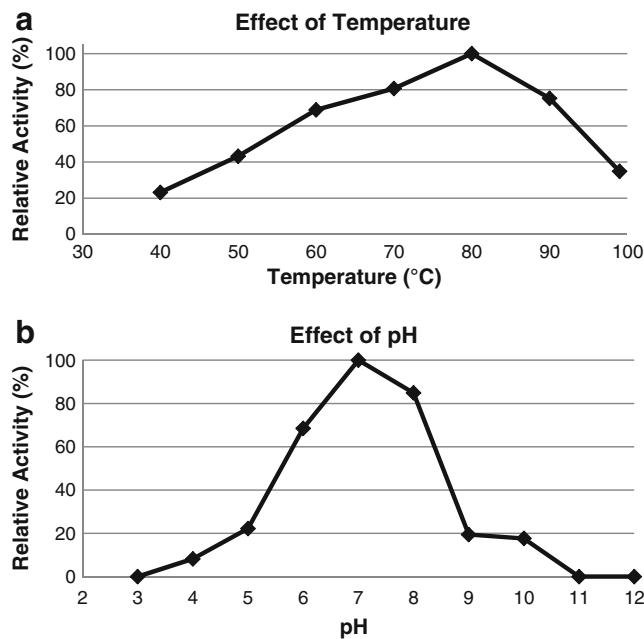 a
Effect of Temperature
Relative Activity (%)
100
80
60
40
20
0
30 40 50 60 70 80 90 100
Temperature (°C)
b
Effect of pH
Relative Activity (%)
100
80
60
40
20
0
2 3 4 5 6 7 8 9 10 11 12
pH